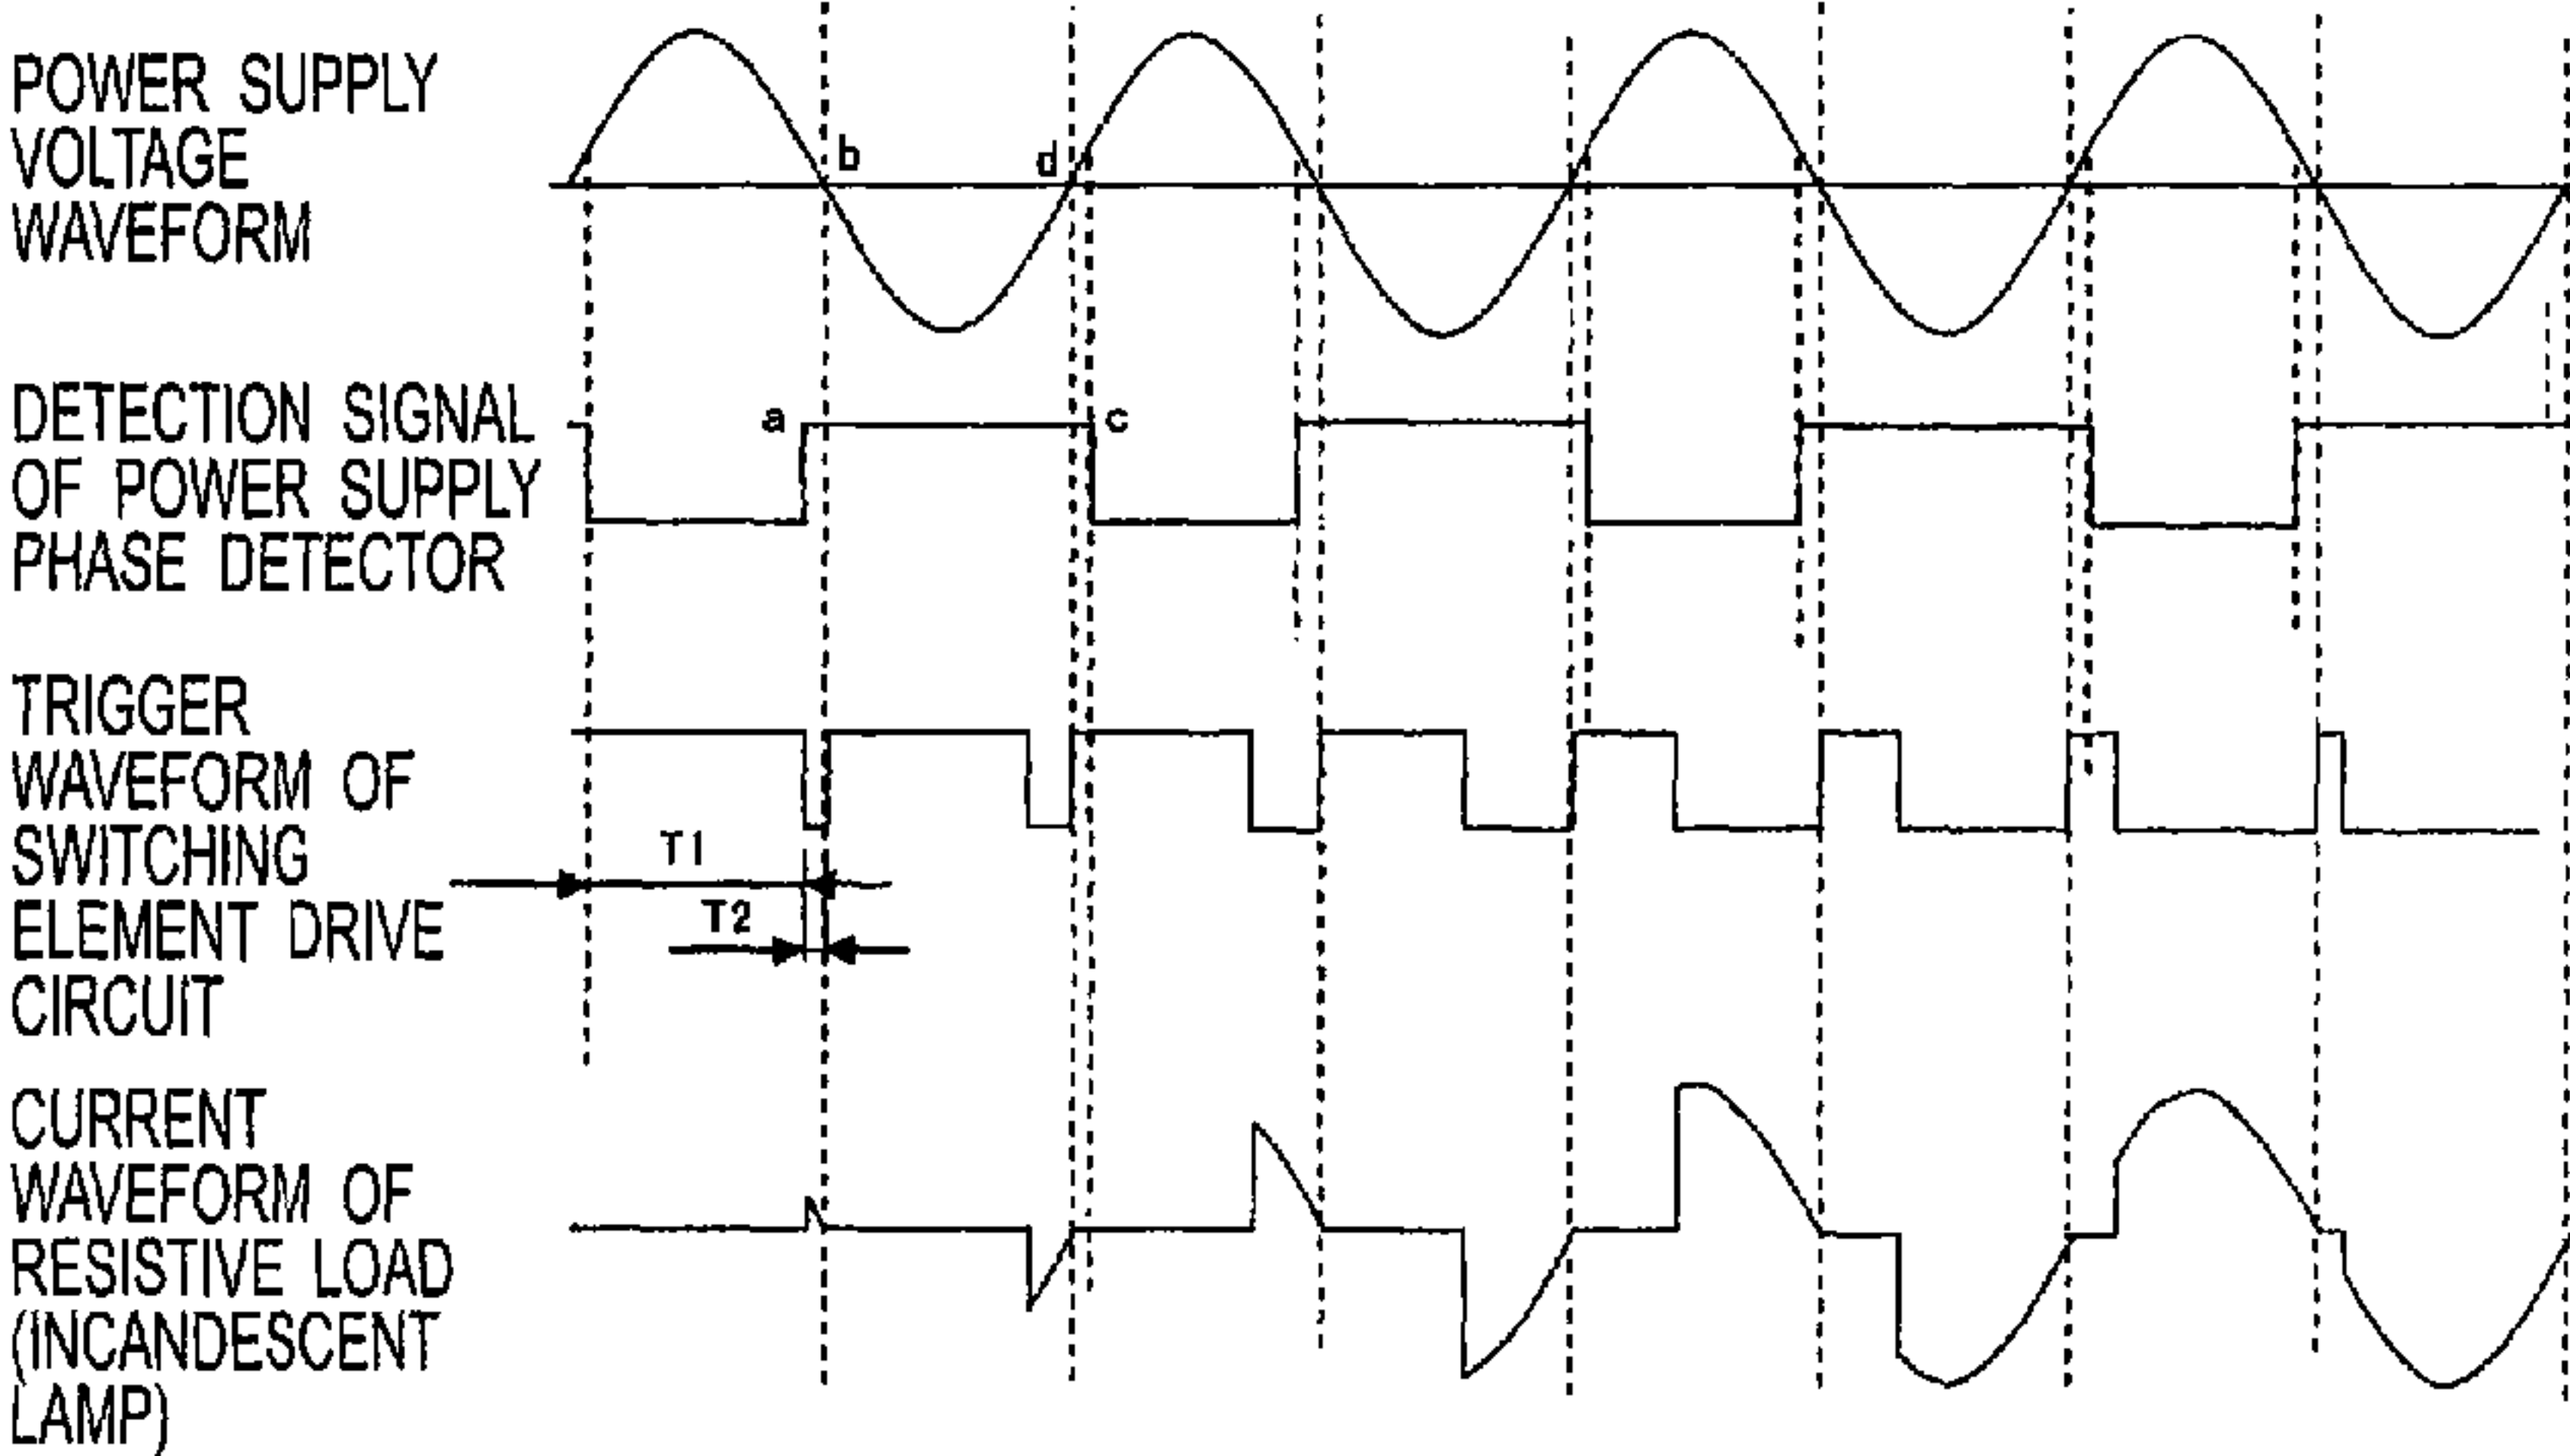 POWER SUPPLY
VOLTAGE
WAVEFORM
b
d
DETECTION SIGNAL
OF POWER SUPPLY
PHASE DETECTOR
a
c
TRIGGER
WAVEFORM OF
SWITCHING
ELEMENT DRIVE
CIRCUIT
T1
T2
CURRENT
WAVEFORM OF
RESISTIVE LOAD
(INCANDESCENT
LAMP)